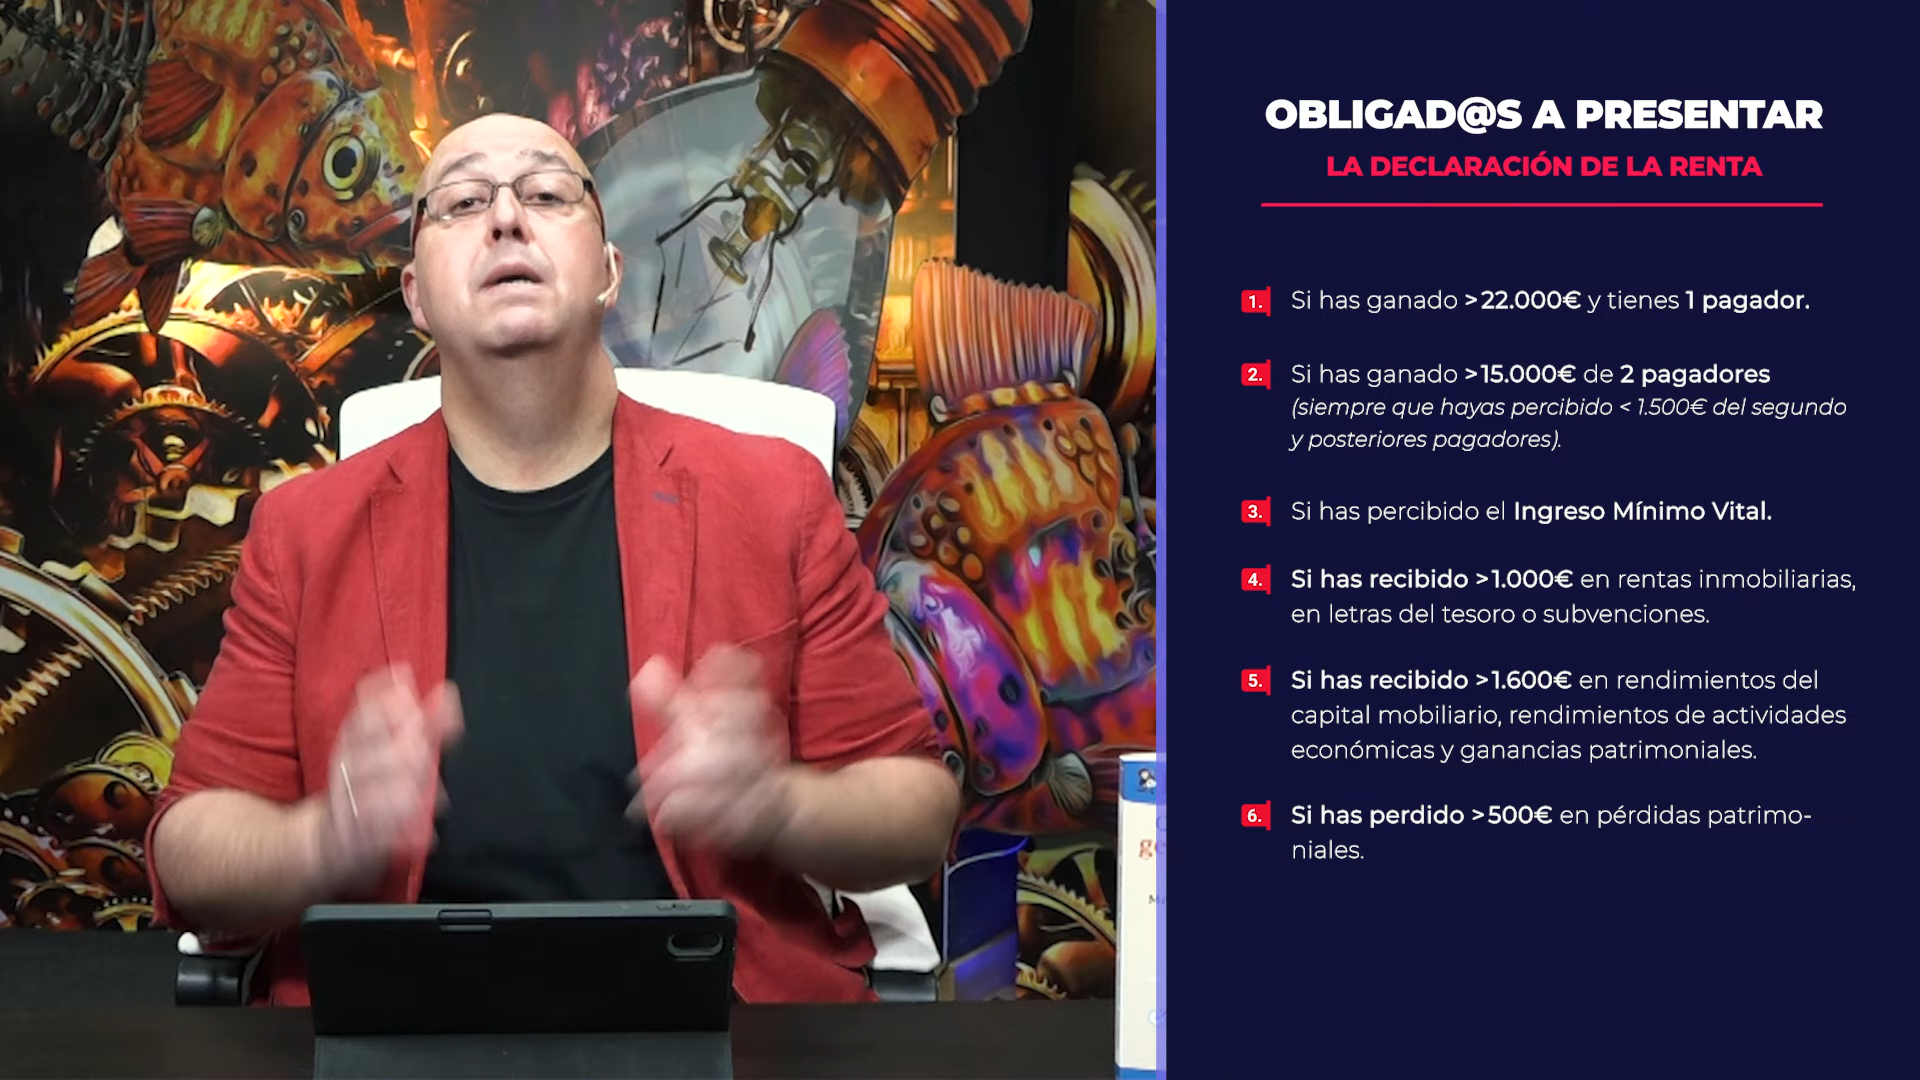 OBLIGAD@S A PRESENTAR
LA DECLARACIÓN DE LA RENTA
1. Si has ganado >22.000€ y tienes 1 pagador.
2. Si has ganado >15.000€ de 2 pagadores
(siempre que hayas percibido < 1.500€ del segundo
y posteriores pagadores).
3. Si has percibido el Ingreso Mínimo Vital.
4. Si has recibido >1.000€ en rentas inmobiliarias,
en letras del tesoro o subvenciones.
5. Si has recibido >1.600€ en rendimientos del
capital mobiliario, rendimientos de actividades
económicas y ganancias patrimoniales.
6. Si has perdido >500€ en pérdidas patrimo-
niales.